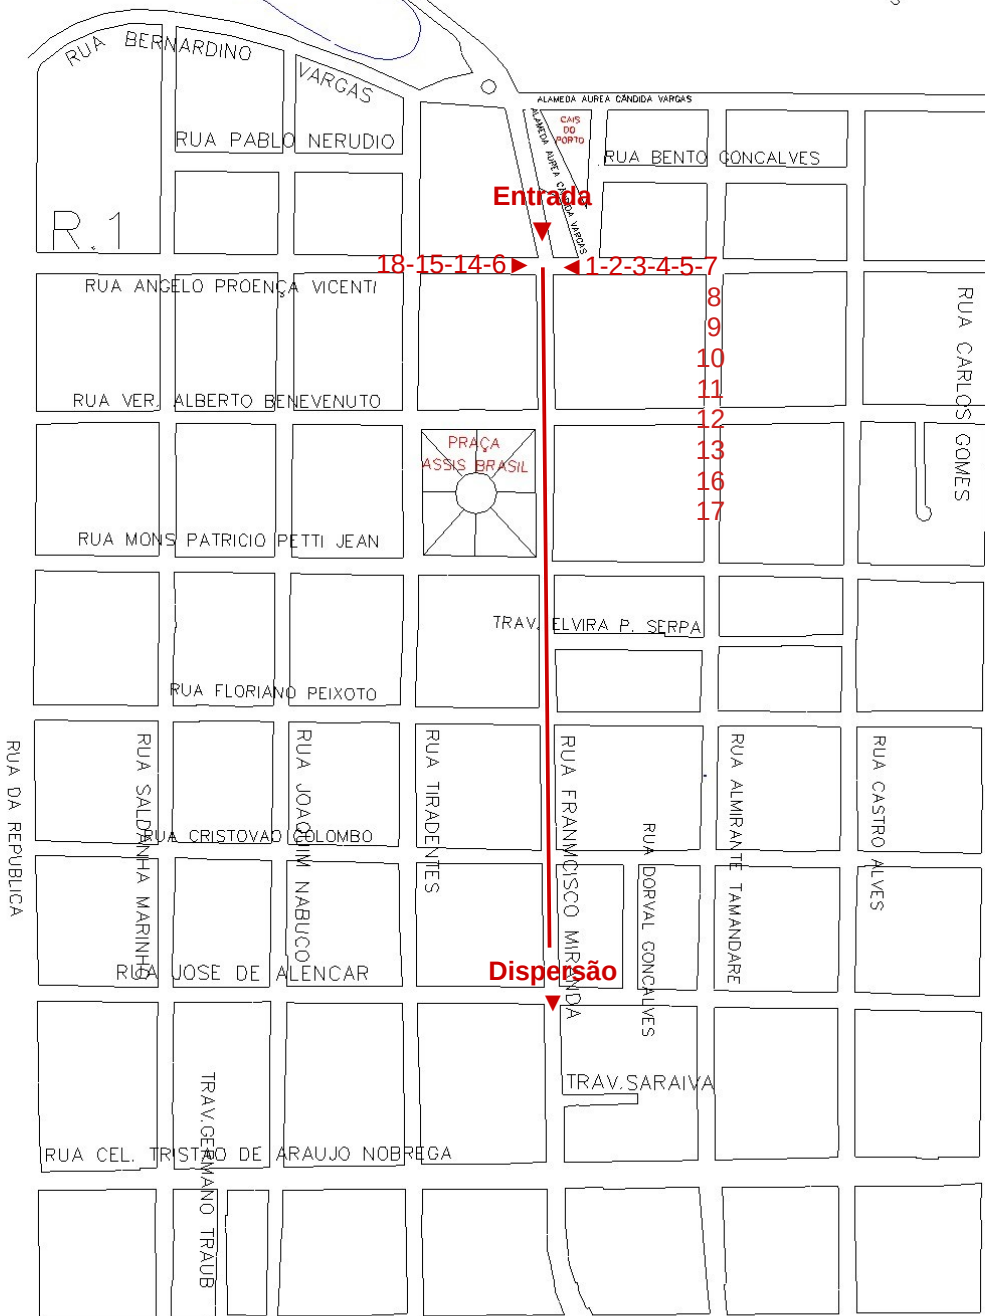 RUA BERNARDINO
VARGAS
ALAMEDA AUREA CÂNDIDA VARGAS
CAIS
DO
PORTO
ALAMEDA AUREA CÂNDIDA VARGAS
RUA PABLO NERUDIO
RUA BENTO GONCALVES
Entrada
R.1
18-15-14-6
1-2-3-4-5-7
8
9
10
11
12
13
16
17
RUA ANGELO PROENÇA VICENTI
RUA CARLOS GOMES
RUA VER. ALBERTO BENEVENUTO
PRAÇA
ASSIS BRASIL
RUA MONS PATRICIO PETTI JEAN
TRAV. ELVIRA P. SERPA
RUA FLORIANO PEIXOTO
RUA DA REPUBLICA
RUA SALDANHA MARINHO
RUA JOAQUIM NABUCO
RUA TIRADENTES
RUA FRANMCISCO MIRANDA
RUA DORVAL GONCALVES
RUA ALMIRANTE TAMANDARE
RUA CASTRO ALVES
RUA CRISTOVAO COLOMBO
RUA JOSE DE ALENCAR
Dispersão
TRAV.SARAIVA
TRAV.GERMANO TRAUB
RUA CEL. TRISTAO DE ARAUJO NOBREGA